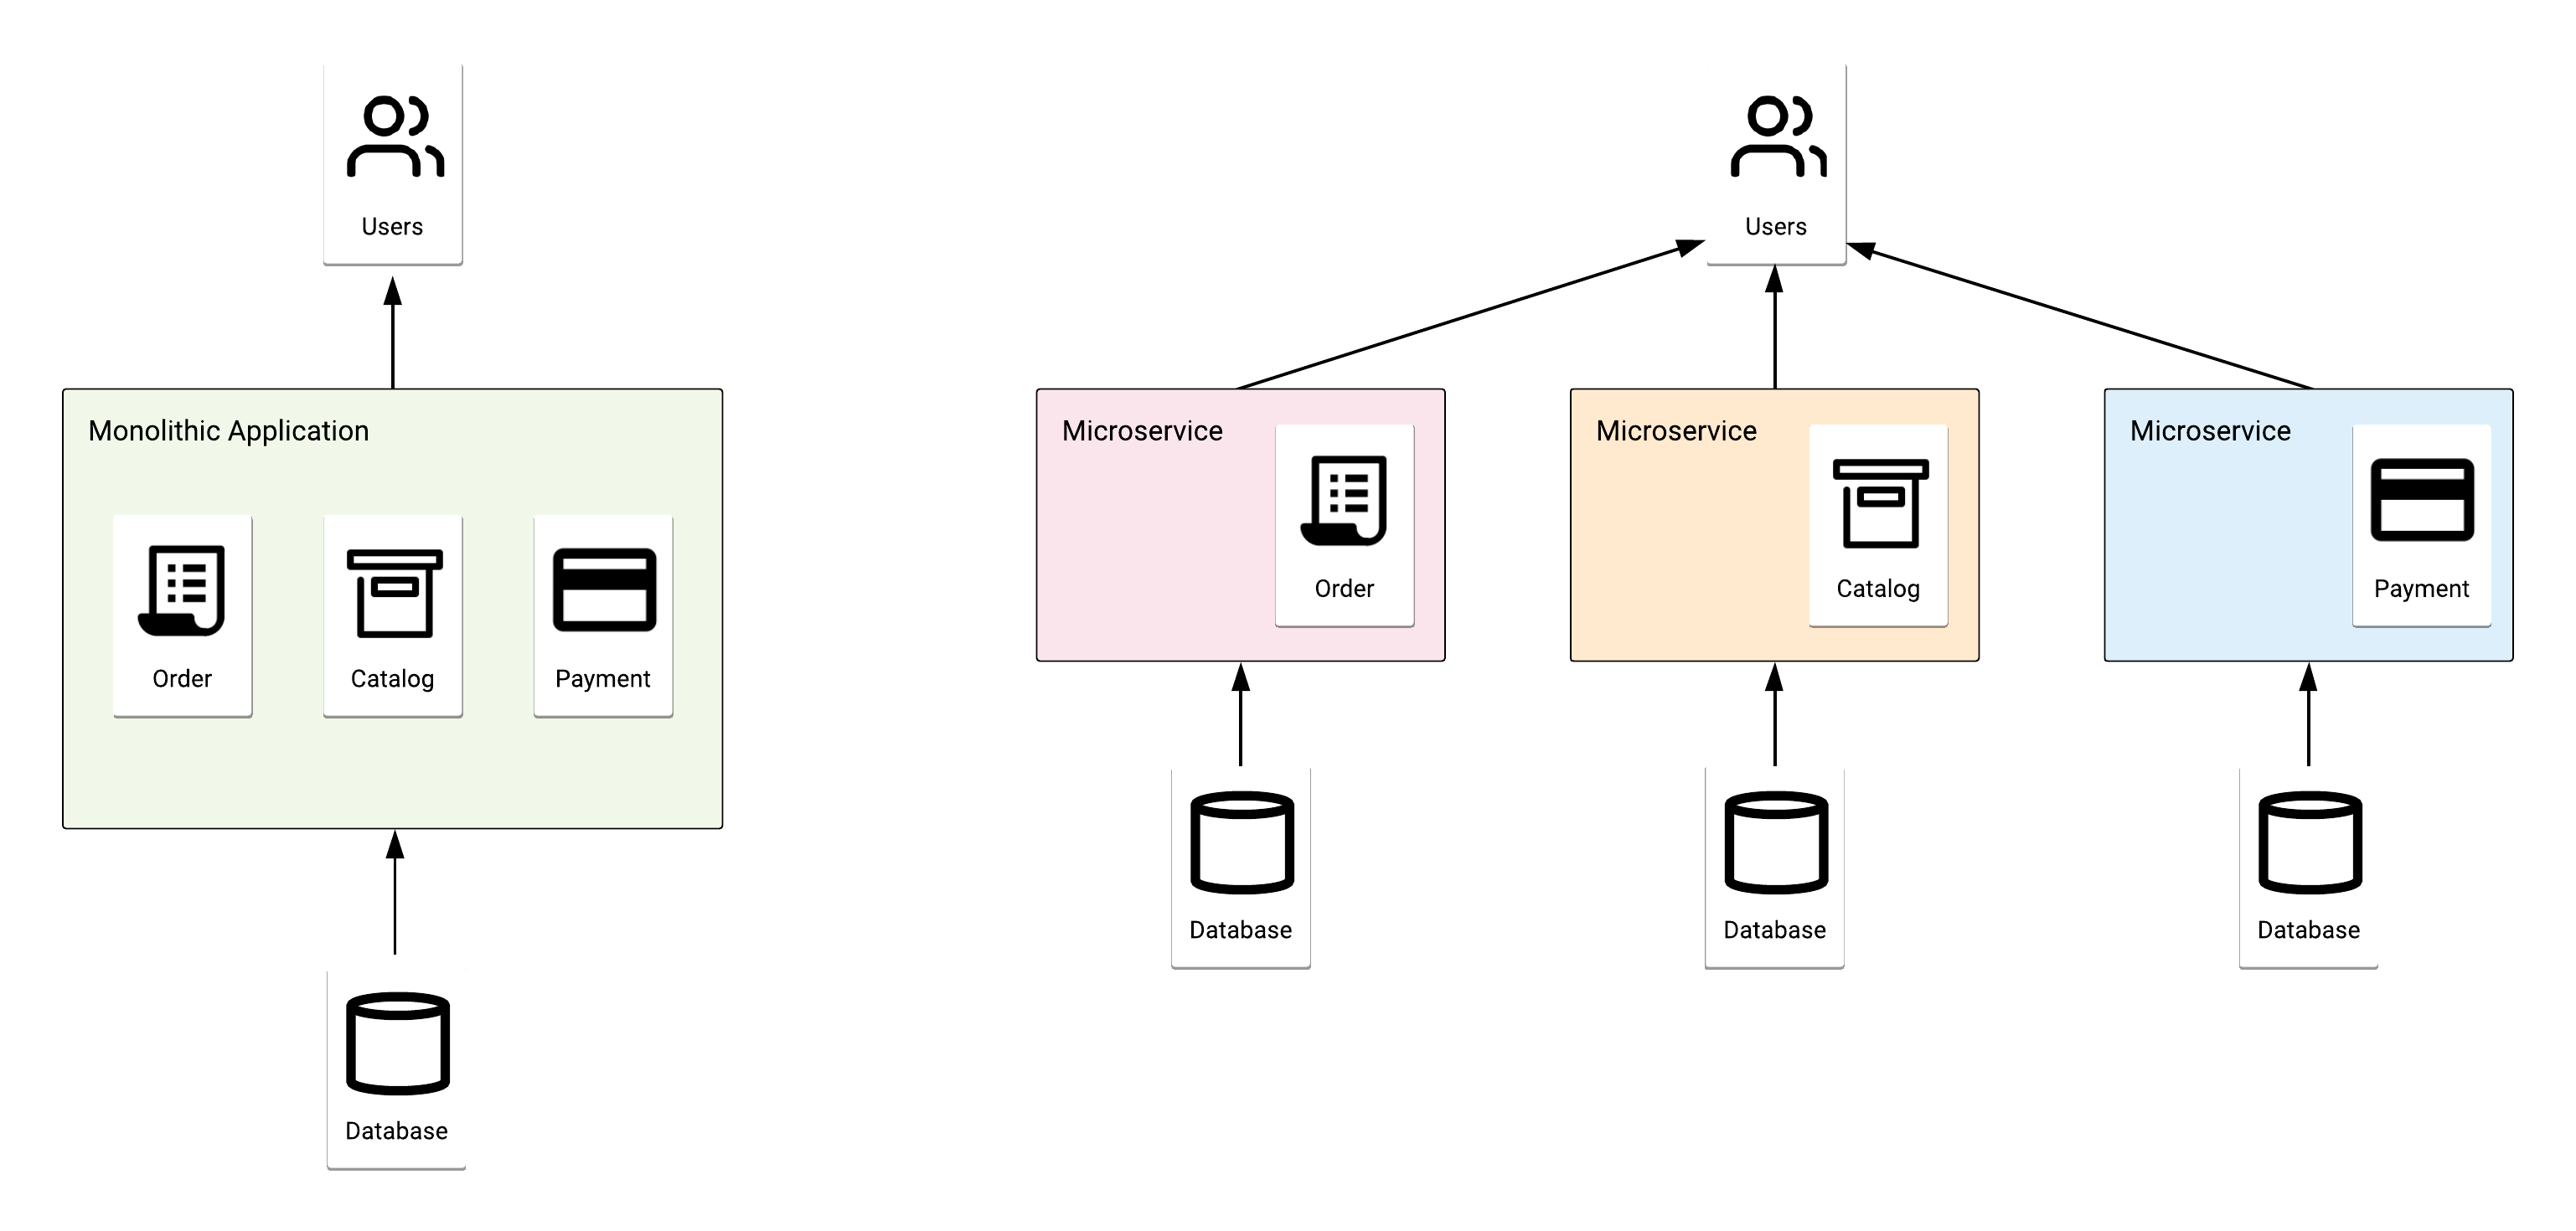 Users
Monolithic Application
Order
Catalog
Payment
Database
Users
Microservice
Order
Microservice
Catalog
Microservice
Payment
Database
Database
Database